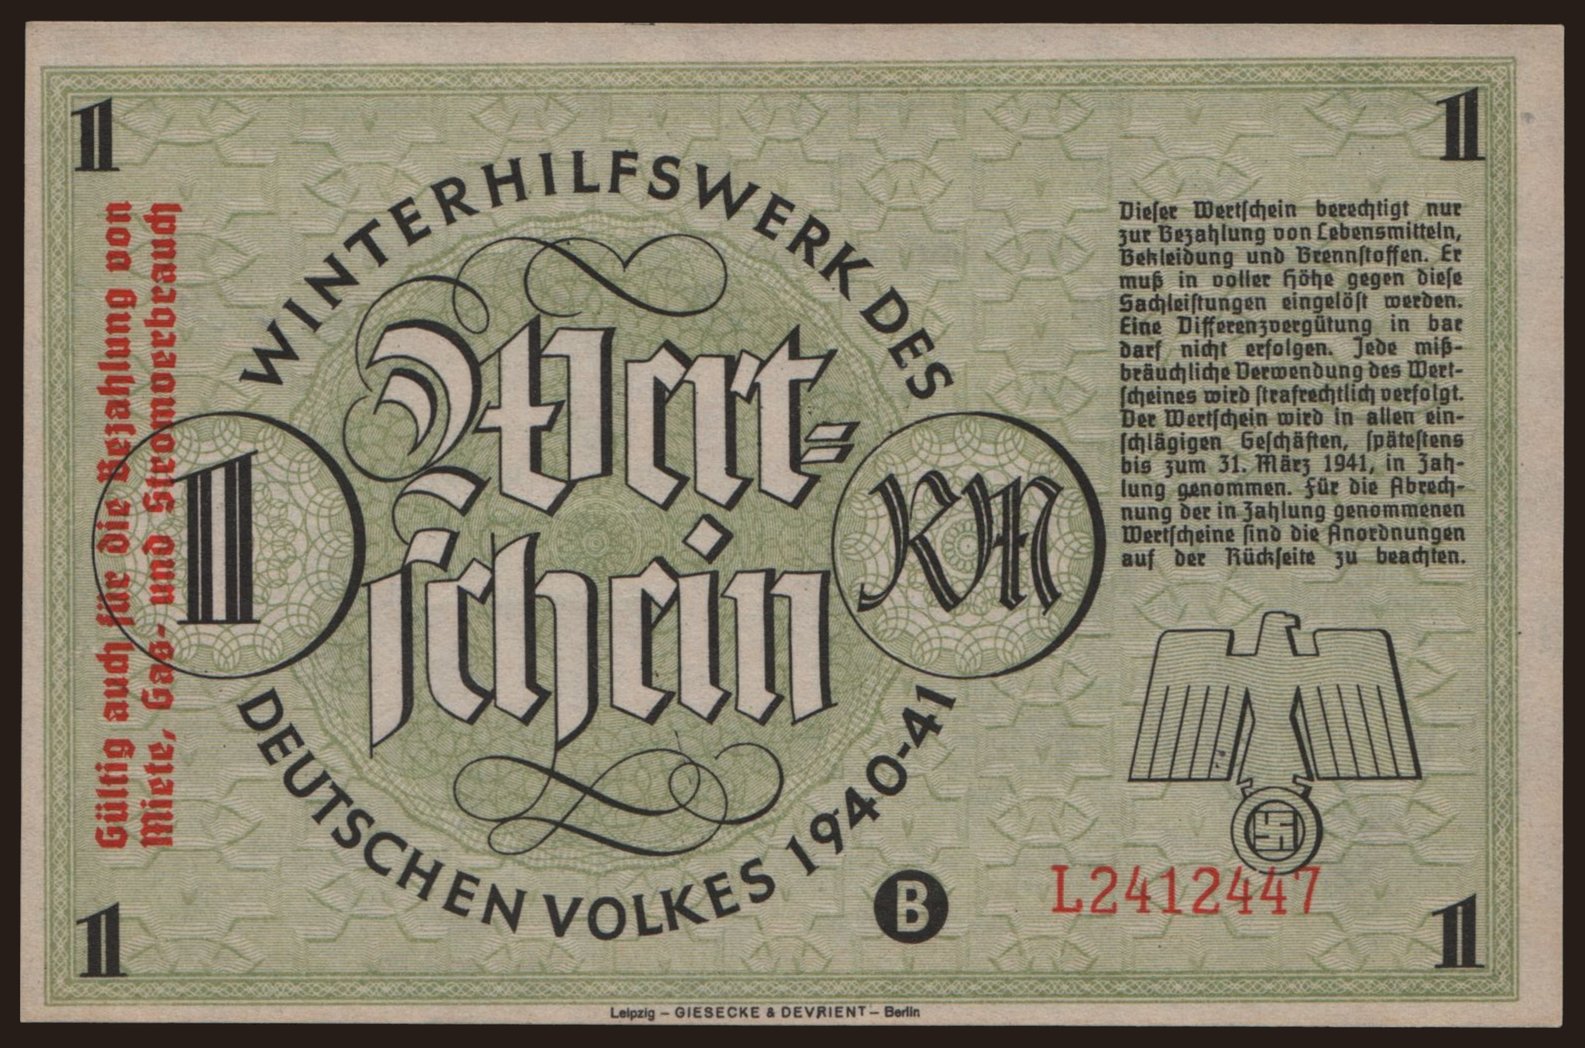 1
1
WINTERHILFSWERK DES
DEUTSCHEN VOLKES 1940-41
Wert-
schein
1
RM
Gültig auch für die Bezahlung von
Miete, Gas- und Stromverbrauch
Dieser Wertschein berechtigt nur
zur Bezahlung von Lebensmitteln,
Bekleidung und Brennstoffen. Er
muß in voller Höhe gegen diese
Sachleistungen eingelöst werden.
Eine Differenzvergütung in bar
darf nicht erfolgen. Jede miß-
bräuchliche Verwendung des Wert-
scheines wird strafrechtlich verfolgt.
Der Wertschein wird in allen ein-
schlägigen Geschäften, spätestens
bis zum 31. März 1941, in Zah-
lung genommen. Für die Abrech-
nung der in Zahlung genommenen
Wertscheine sind die Anordnungen
auf der Rückseite zu beachten.
B
L2412447
1
1
Leipzig – GIESECKE & DEVRIENT – Berlin